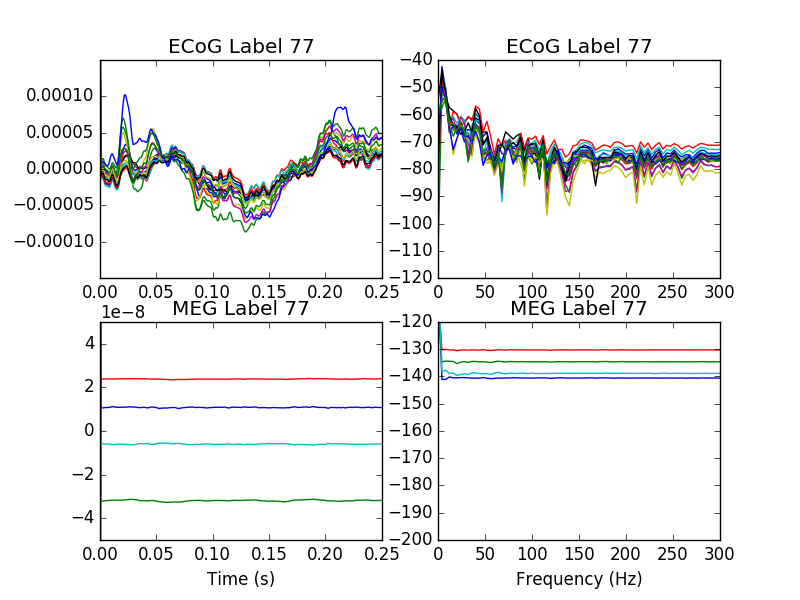 ECoG Label 77
0.00010
0.00005
0.00000
−0.00005
−0.00010
0.00 0.05 0.10 0.15 0.20 0.25
ECoG Label 77
−40
−50
−60
−70
−80
−90
−100
−110
−120
0 50 100 150 200 250 300
MEG Label 77
1e−8
4
2
0
−2
−4
0.00 0.05 0.10 0.15 0.20 0.25
Time (s)
MEG Label 77
−120
−130
−140
−150
−160
−170
−180
−190
−200
0 50 100 150 200 250 300
Frequency (Hz)